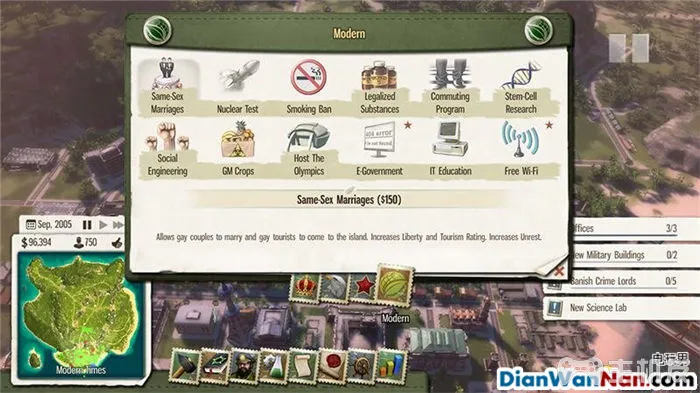 Modern
Same-Sex
Marriages
Nuclear Test
Smoking Ban
Legalized
Substances
Commuting
Program
Stem-Cell
Research
Social
Engineering
GM Crops
Host The
Olympics
404 error
E-Government
IT Education
Free Wi-Fi
Same-Sex Marriages ($150)
Allows gay couples to marry and gay tourists to come to the island. Increases Liberty and Tourism Rating. Increases Unrest.
Sep, 2005
$96,394
750
Modern Times
Modern
Offices 3/3
New Military Buildings 0/2
Banish Crime Lords 0/5
New Science Lab
DianWanNan.com